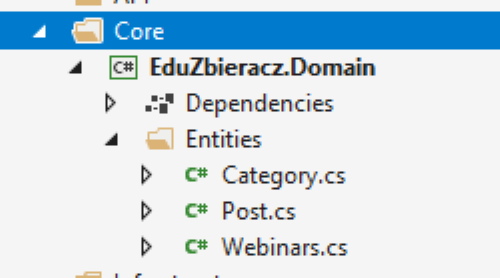 Core
C# EduZbieracz.Domain
Dependencies
Entities
C# Category.cs
C# Post.cs
C# Webinars.cs